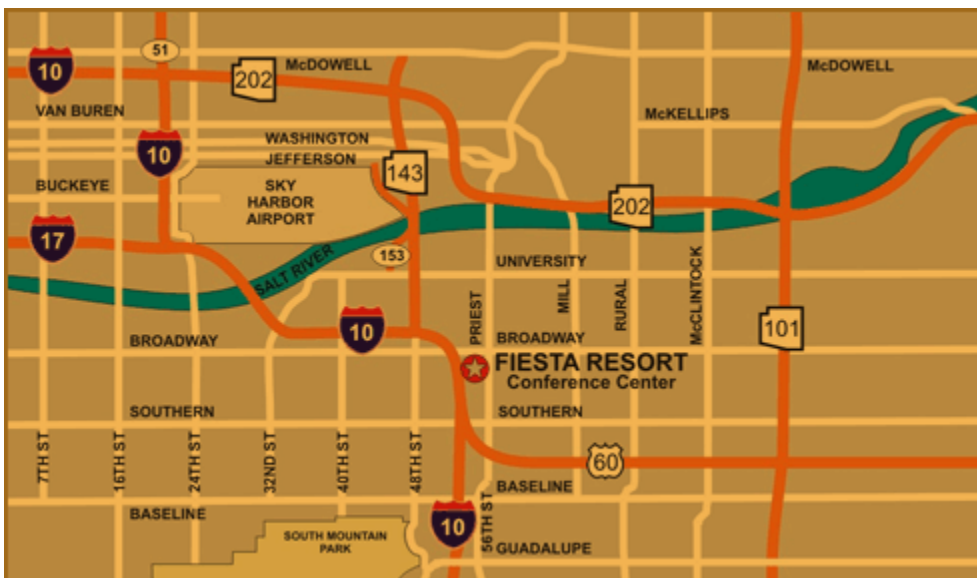 51
10
McDOWELL
202
McDOWELL
VAN BUREN
McKELLIPS
WASHINGTON
10
JEFFERSON
143
BUCKEYE
SKY
HARBOR
AIRPORT
202
17
153
UNIVERSITY
SALT RIVER
PRIEST
MILL
RURAL
McCLINTOCK
10
101
BROADWAY
BROADWAY
FIESTA RESORT
Conference Center
SOUTHERN
SOUTHERN
7TH ST
16TH ST
24TH ST
32ND ST
40TH ST
48TH ST
60
BASELINE
BASELINE
10
56TH ST
SOUTH MOUNTAIN
PARK
GUADALUPE